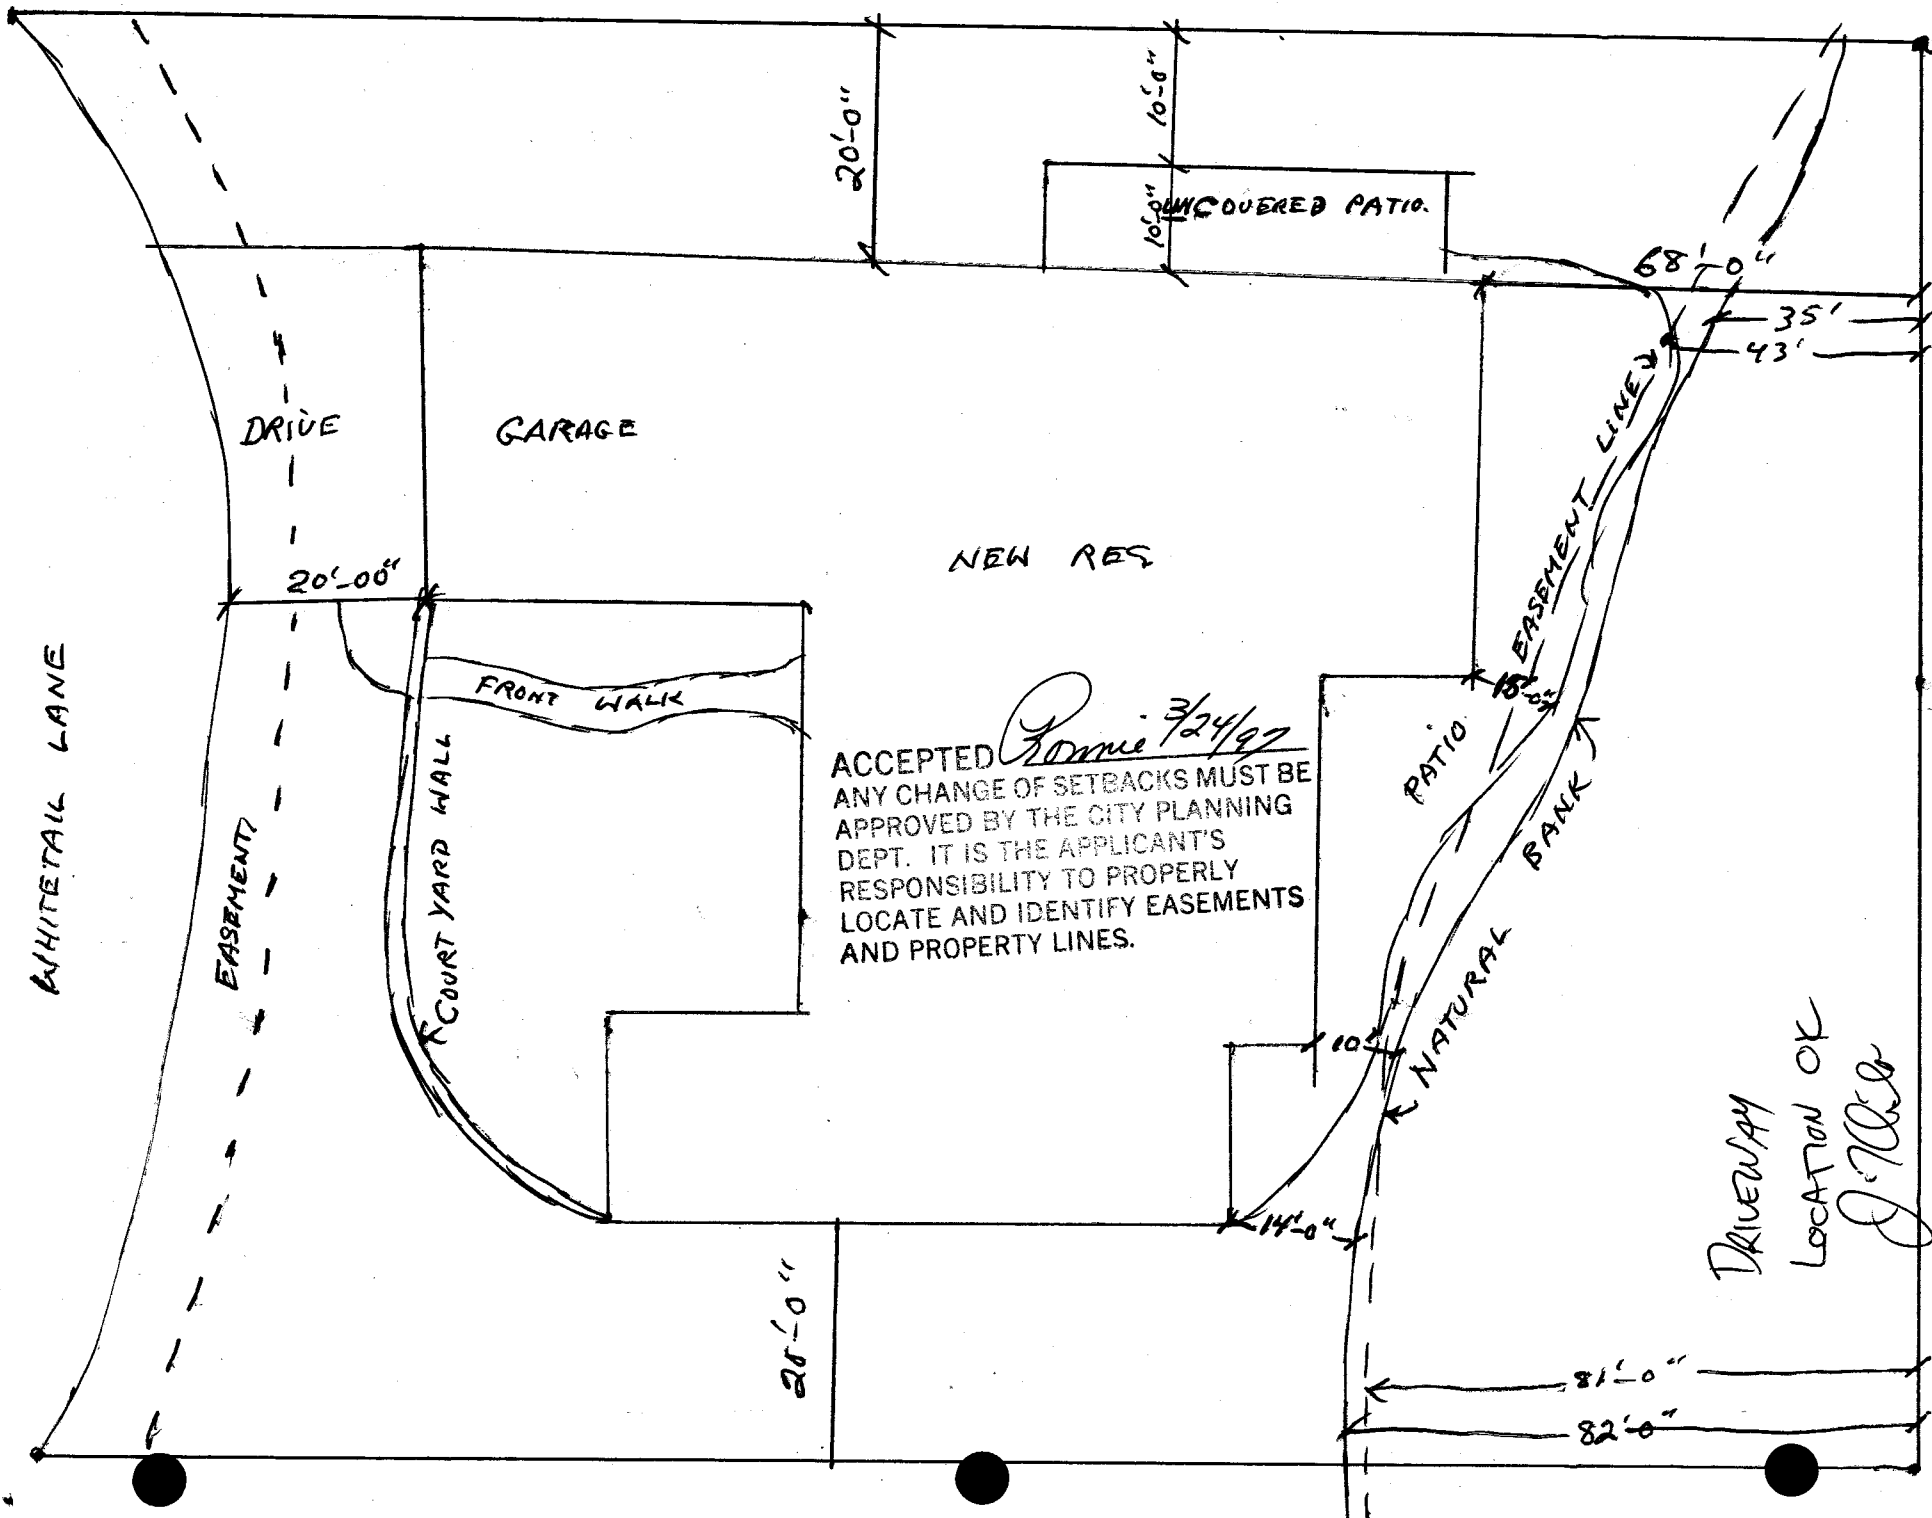 20'-0"
10'-0"
10'-0"
UNCOVERED PATIO.
68'-0"
35'
43'
DRIVE
GARAGE
EASEMENT LINE
NEW RES
20'-00"
WHITETAIL LANE
EASEMENT
FRONT WALK
COURT YARD WALL
ACCEPTED Ronnie 3/24/97
ANY CHANGE OF SETBACKS MUST BE
APPROVED BY THE CITY PLANNING
DEPT. IT IS THE APPLICANT'S
RESPONSIBILITY TO PROPERLY
LOCATE AND IDENTIFY EASEMENTS
AND PROPERTY LINES.
PATIO
NATURAL BANK
10'
14'-0"
DRIVEWAY
LOCATION OK
20'-0"
81'-0"
82'-0"